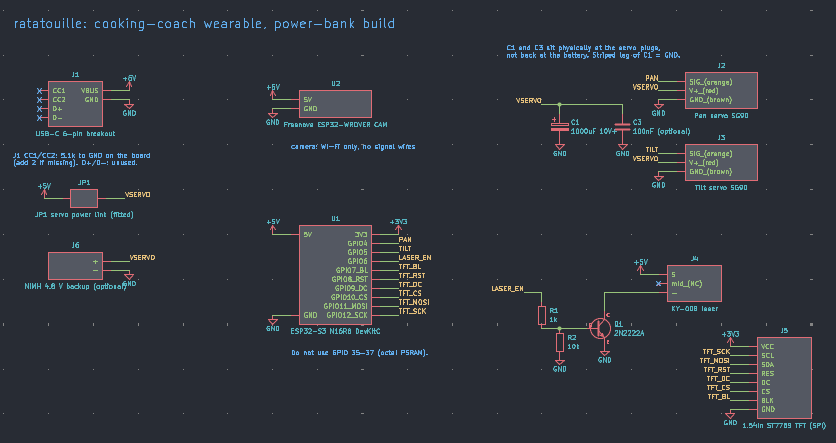 ratatouille: cooking-coach wearable, power-bank build
C1 and C3 sit physically at the servo plugs,
not back at the battery. Striped leg of C1 = GND.
J1
CC1 VBUS
CC2 GND
D+
D-
+5V
GND
USB-C 6-pin breakout
J1 CC1/CC2: 5.1k to GND on the board
(add 2 if missing). D+/D-: unused.
+5V
JP1
VSERVO
JP1 servo power link (fitted)
J6
+
-
VSERVO
GND
NiMH 4.8 V backup (optional)
U2
+5V
5V
GND
GND
Freenove ESP32-WROVER CAM
camera: Wi-Fi only, no signal wires
U1
+5V
+3V3
5V 3V3
GPIO4 PAN
GPIO5 TILT
GPIO6 LASER_EN
GPIO7_BL TFT_BL
GPIO8_RST TFT_RST
GPIO9_DC TFT_DC
GPIO10_CS TFT_CS
GPIO11_MOSI TFT_MOSI
GND GPIO12_SCK TFT_SCK
GND
ESP32-S3 N16R8 DevKitC
Do not use GPIO 35-37 (octal PSRAM).
VSERVO
C1
1000uF 10V+
GND
C3
100nF (optional)
GND
J2
PAN SIG_(orange)
VSERVO V+_(red)
GND_(brown)
GND
Pan servo SG90
J3
TILT SIG_(orange)
VSERVO V+_(red)
GND_(brown)
GND
Tilt servo SG90
LASER_EN
R1
1k
R2
10k
GND
Q1
2N2222A
B
C
E
GND
J4
+5V
S
mid_(NC)
-
KY-008 laser
J5
+3V3
VCC
TFT_SCK SCL
TFT_MOSI SDA
TFT_RST RES
TFT_DC DC
TFT_CS CS
TFT_BL BLK
GND
GND
1.54in ST7789 TFT (SPI)